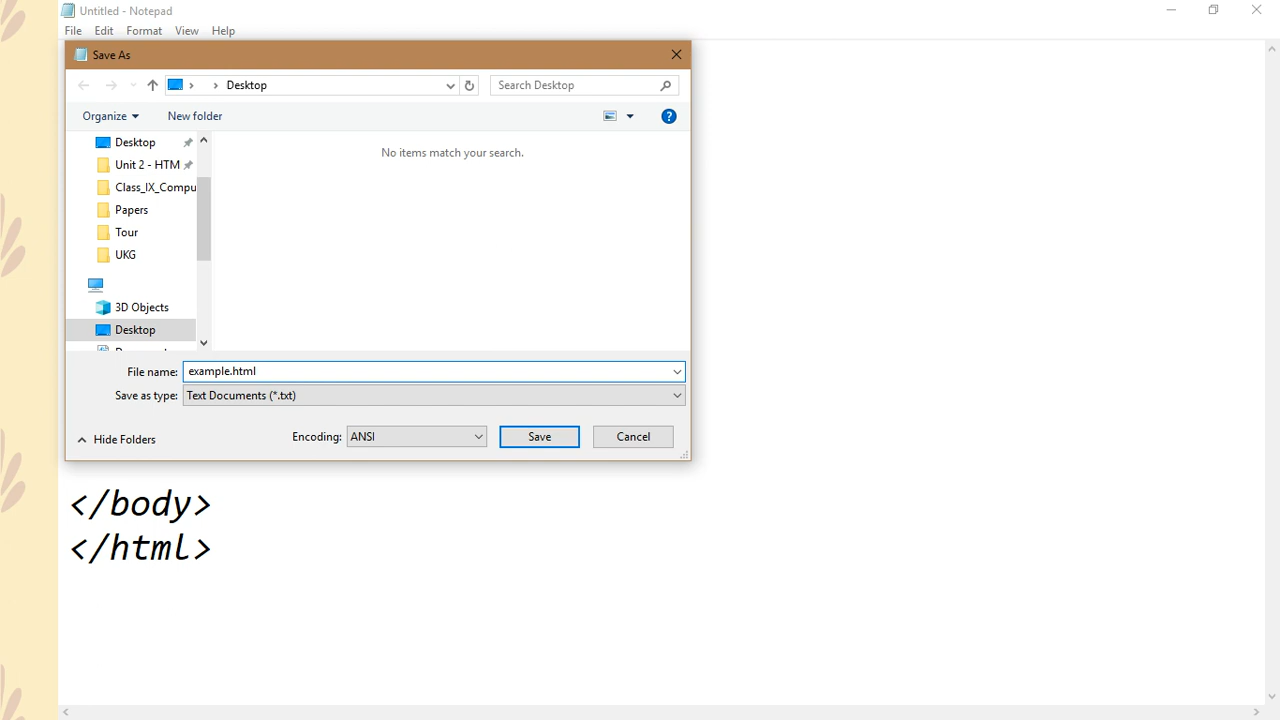 Untitled - Notepad
File Edit Format View Help
Save As
Desktop
Search Desktop
Organize New folder
Desktop
No items match your search.
Unit 2 - HTM
Class_IX_Compu
Papers
Tour
UKG
3D Objects
Desktop
File name: example.html
Save as type: Text Documents (*.txt)
Hide Folders
Encoding: ANSI
Save
Cancel
</body>
</html>